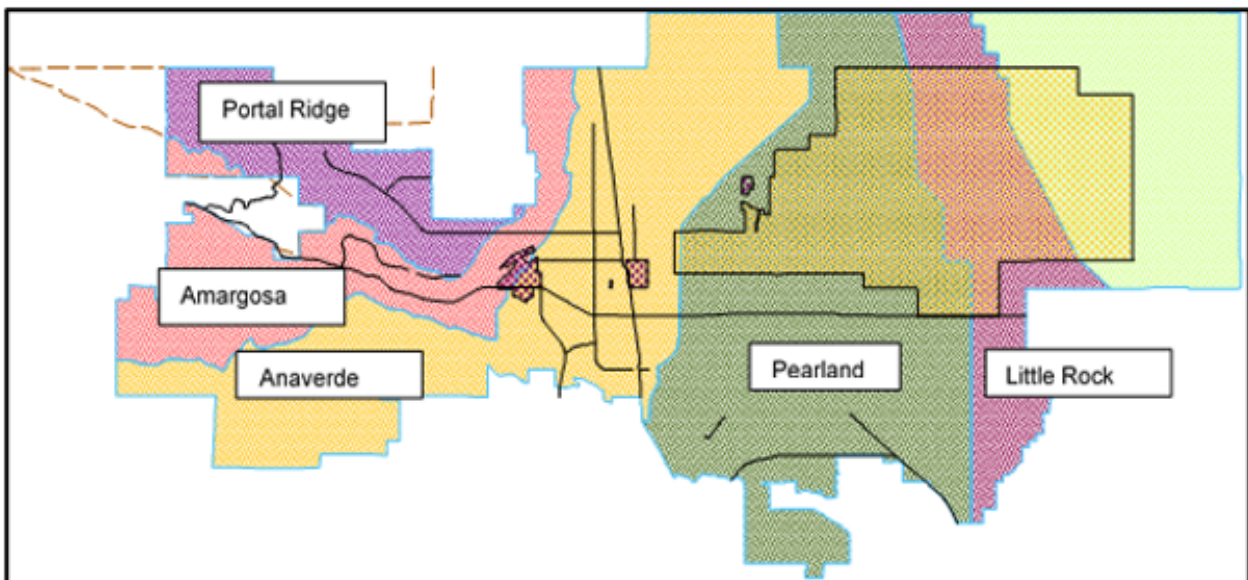 Portal Ridge
Amargosa
Anaverde
Pearland
Little Rock